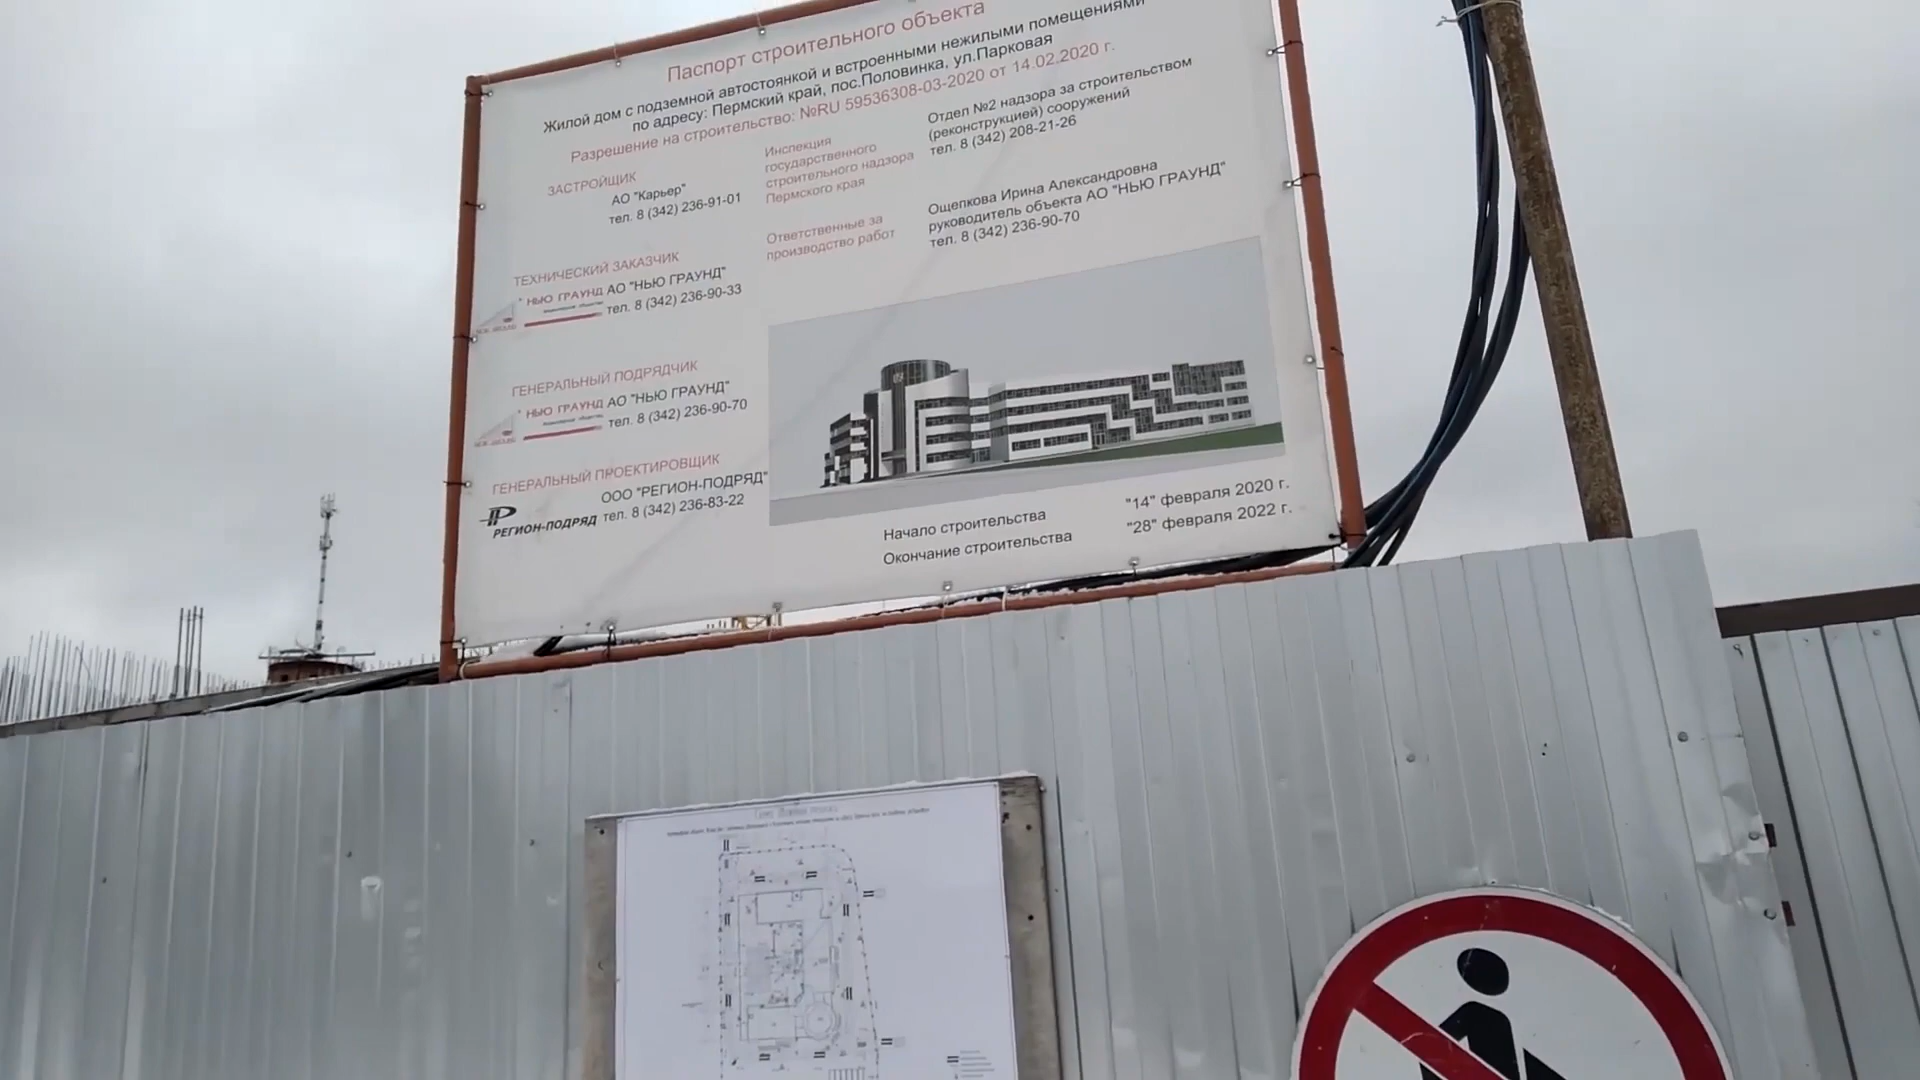 Паспорт строительного объекта
Жилой дом с подземной автостоянкой и встроенными нежилыми помещениями
по адресу: Пермский край, пос.Половинка, ул.Парковая
Разрешение на строительство: №RU 59536308-03-2020 от 14.02.2020 г.
ЗАСТРОЙЩИК
АО "Карьер"
тел. 8 (342) 236-91-01
Инспекция
государственного
строительного надзора
Пермского края
Отдел №2 надзора за строительством
(реконструкцией) сооружений
тел. 8 (342) 208-21-26
Ответственные за
производство работ
Ощепкова Ирина Александровна
руководитель объекта АО "НЬЮ ГРАУНД"
тел. 8 (342) 236-90-70
ТЕХНИЧЕСКИЙ ЗАКАЗЧИК
НЬЮ ГРАУНД
АО "НЬЮ ГРАУНД"
тел. 8 (342) 236-90-33
ГЕНЕРАЛЬНЫЙ ПОДРЯДЧИК
НЬЮ ГРАУНД
АО "НЬЮ ГРАУНД"
тел. 8 (342) 236-90-70
ГЕНЕРАЛЬНЫЙ ПРОЕКТИРОВЩИК
РЕГИОН-ПОДРЯД
ООО "РЕГИОН-ПОДРЯД"
тел. 8 (342) 236-83-22
Начало строительства "14" февраля 2020 г.
Окончание строительства "28" февраля 2022 г.